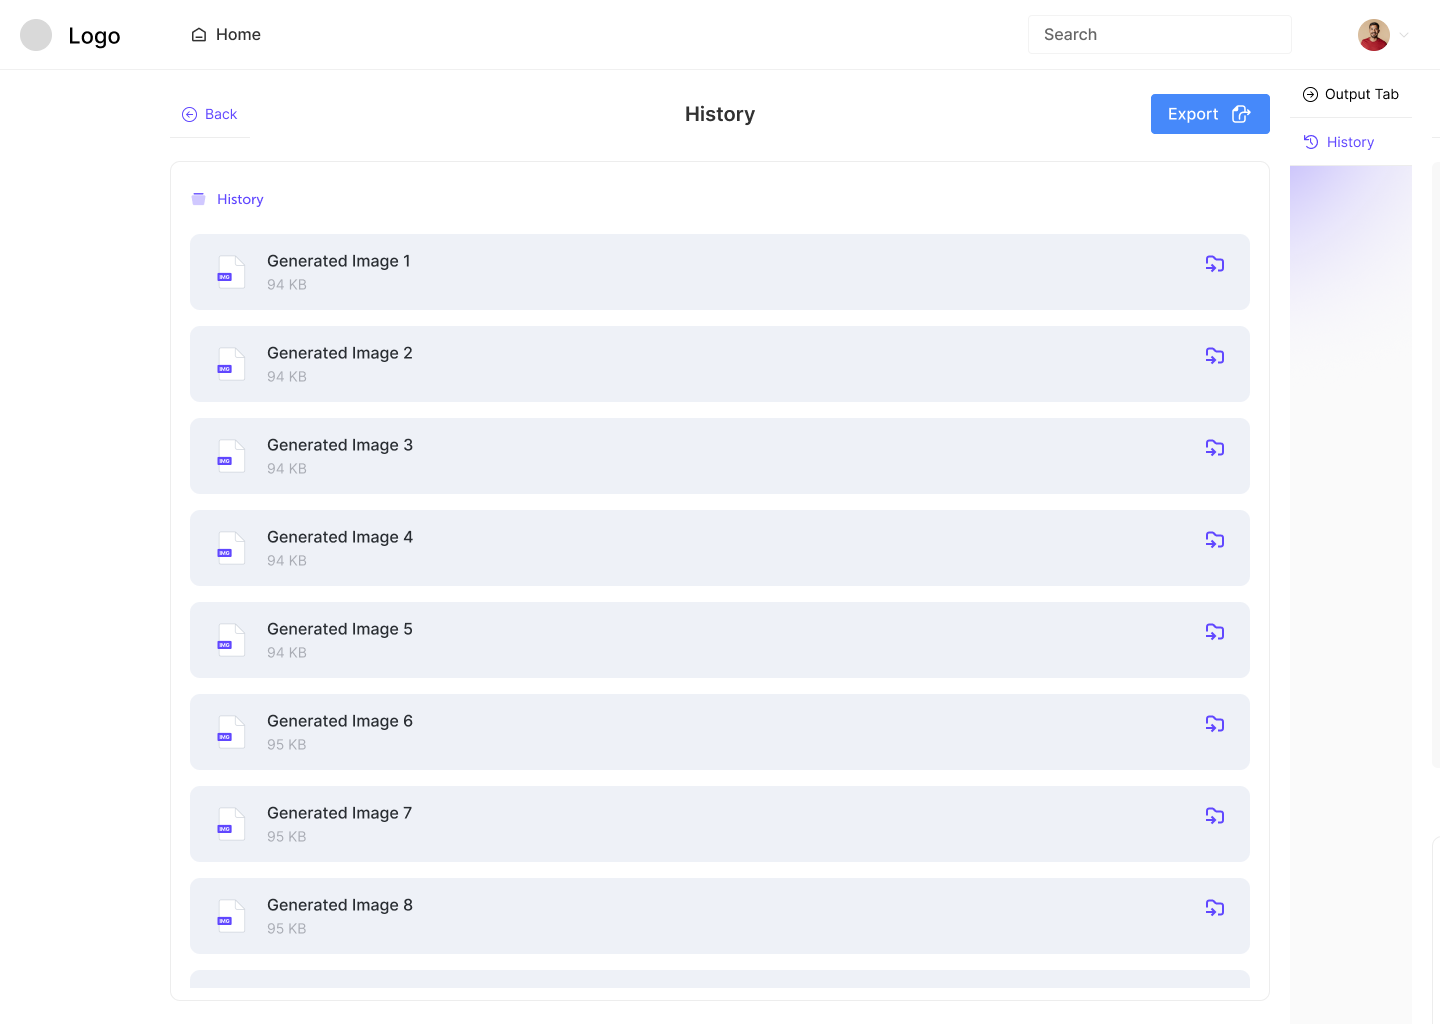 Logo
Home
Search
Back
History
Export
Output Tab
History
History
IMG
Generated Image 1
94 KB
IMG
Generated Image 2
94 KB
IMG
Generated Image 3
94 KB
IMG
Generated Image 4
94 KB
IMG
Generated Image 5
94 KB
IMG
Generated Image 6
95 KB
IMG
Generated Image 7
95 KB
IMG
Generated Image 8
95 KB